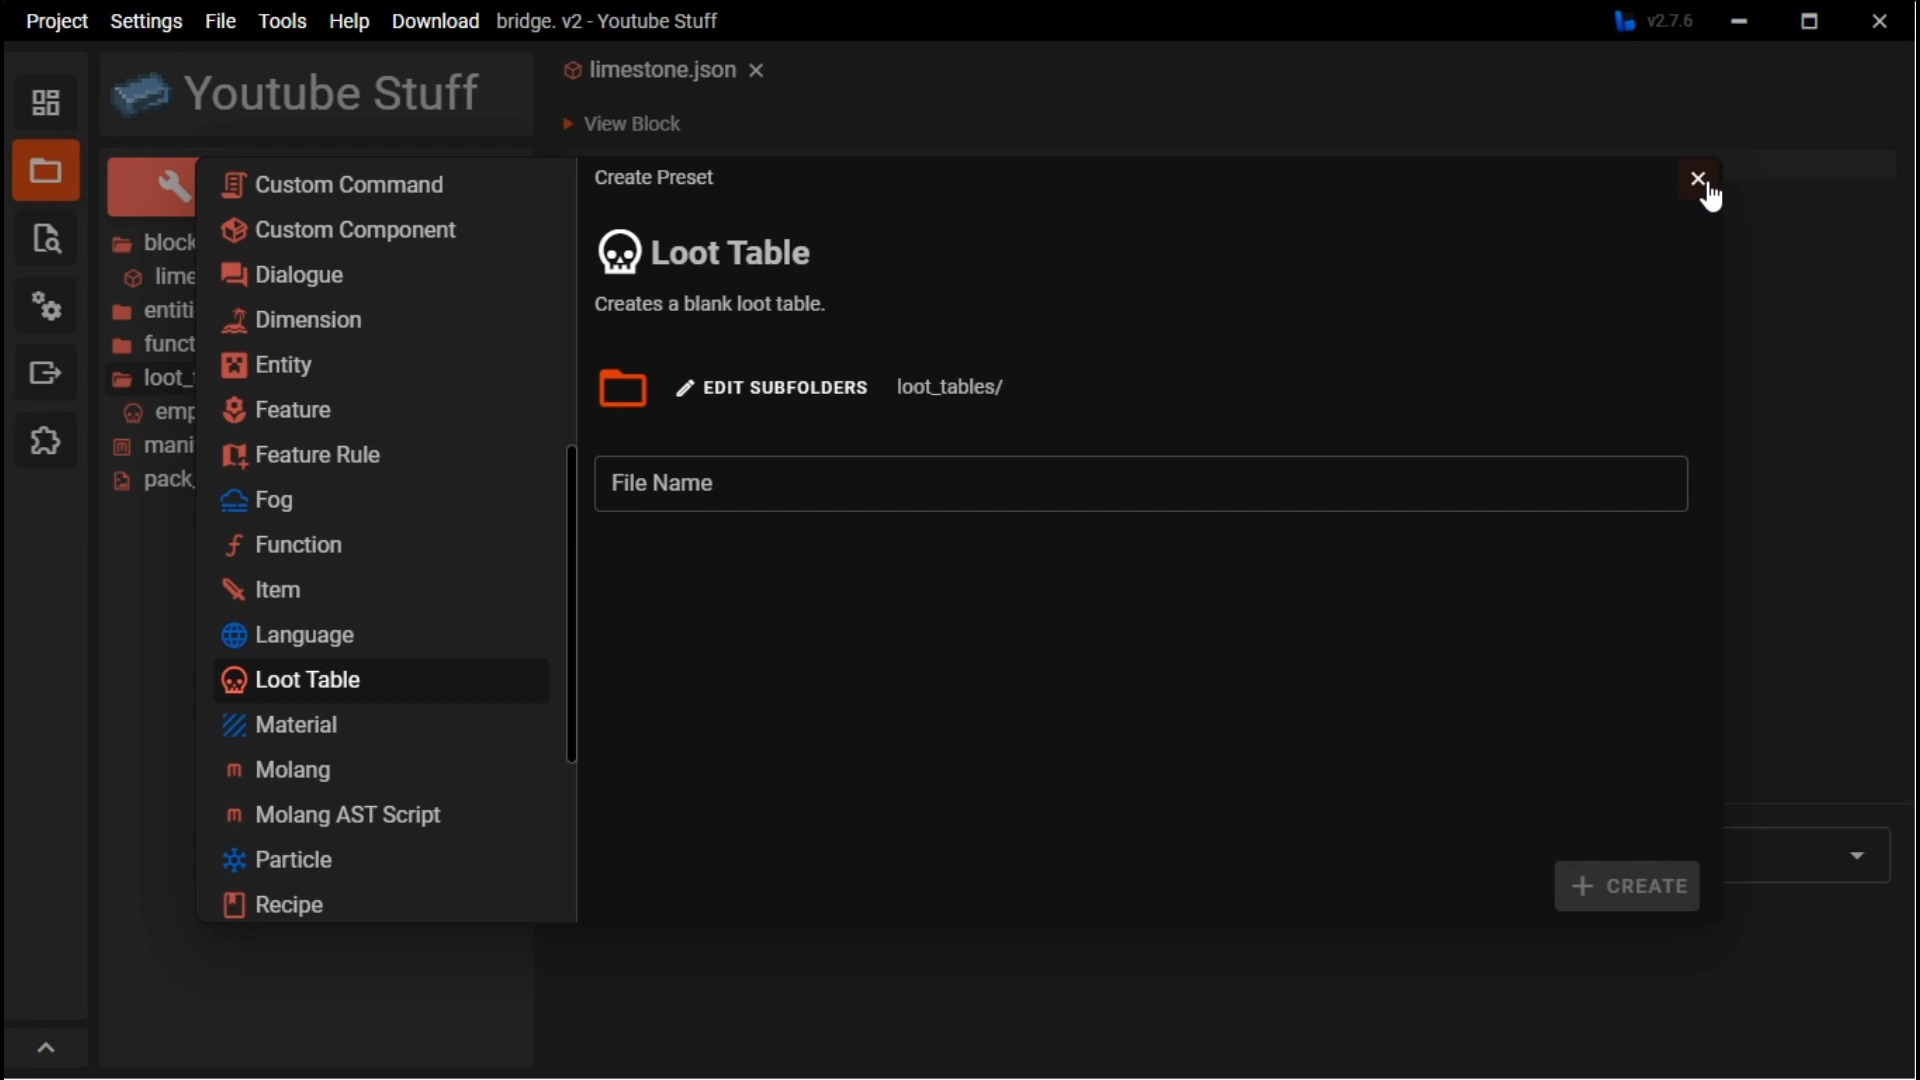 Project Settings File Tools Help Download bridge. v2 - Youtube Stuff v2.7.6
Youtube Stuff
limestone.json
View Block
block
lime
entiti
funct
loot_
emp
mani
pack_
Custom Command
Custom Component
Dialogue
Dimension
Entity
Feature
Feature Rule
Fog
Function
Item
Language
Loot Table
Material
Molang
Molang AST Script
Particle
Recipe
Create Preset
Loot Table
Creates a blank loot table.
EDIT SUBFOLDERS loot_tables/
File Name
CREATE